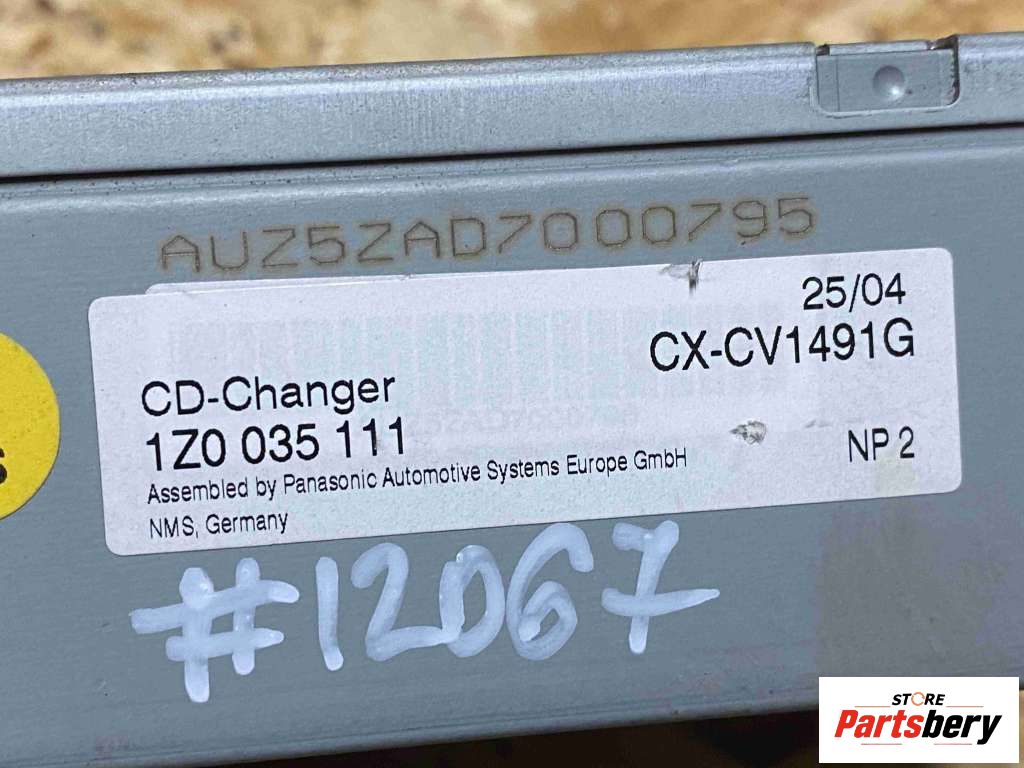 AUZ5ZAD7000795
25/04
CX-CV1491G
CD-Changer
1Z0 035 111
Assembled by Panasonic Automotive Systems Europe GmbH
NP 2
NMS, Germany
#12067
STORE
Partsbery